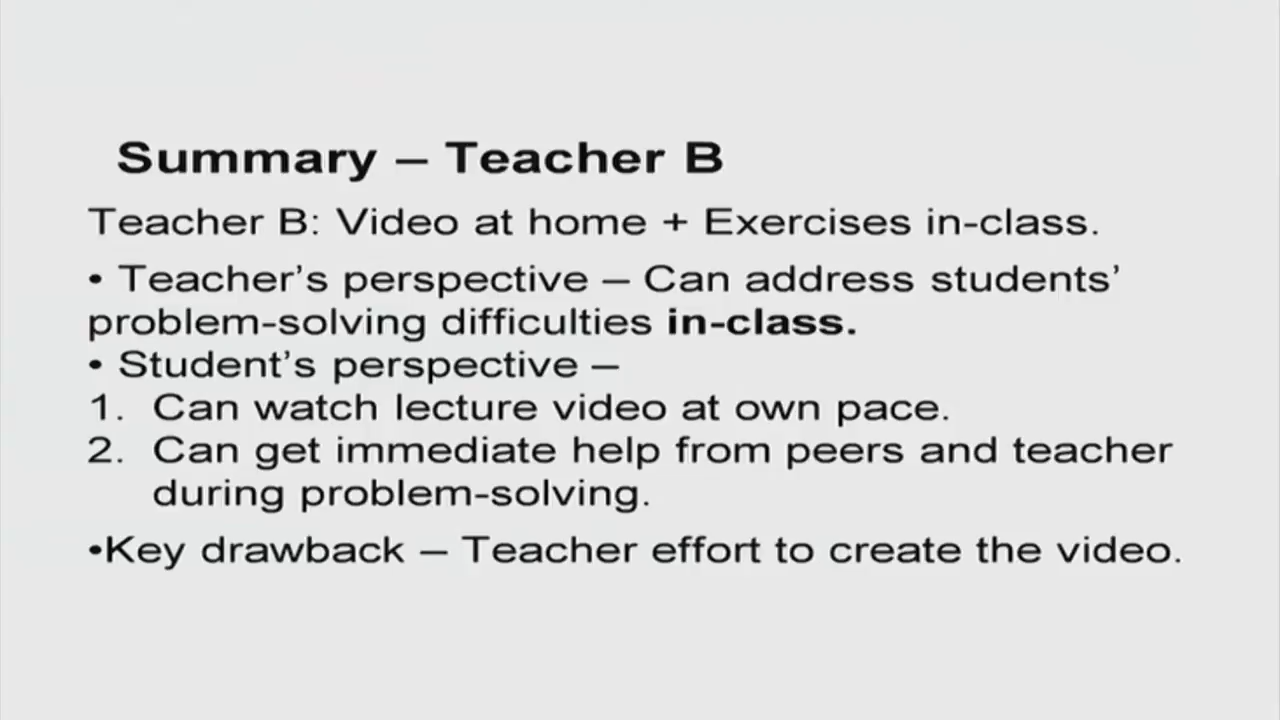 Summary – Teacher B
Teacher B: Video at home + Exercises in-class.
• Teacher’s perspective – Can address students’
problem-solving difficulties in-class.
• Student’s perspective –
1. Can watch lecture video at own pace.
2. Can get immediate help from peers and teacher
during problem-solving.
•Key drawback – Teacher effort to create the video.